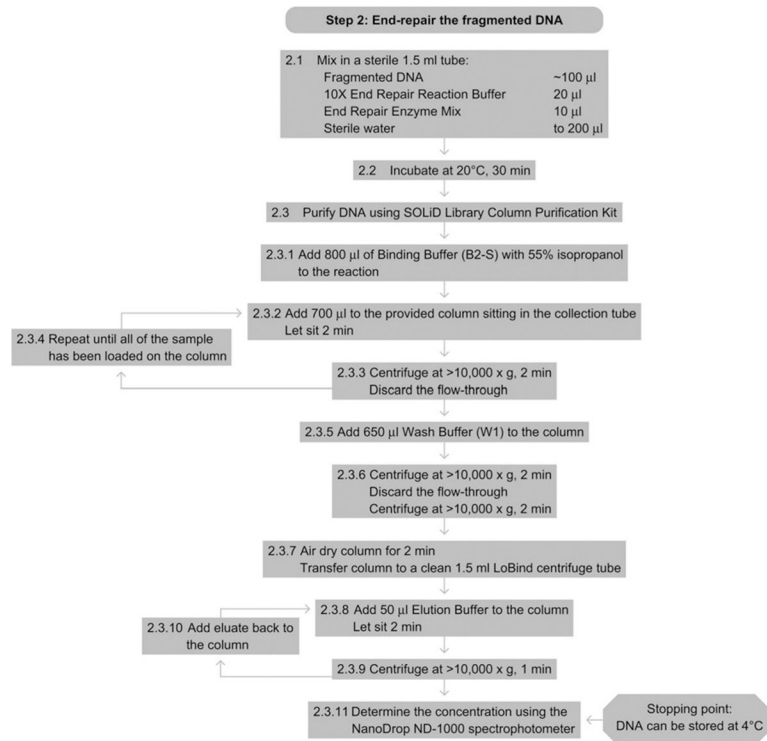 Step 2: End-repair the fragmented DNA
2.1 Mix in a sterile 1.5 ml tube:
Fragmented DNA ~100 µl
10X End Repair Reaction Buffer 20 µl
End Repair Enzyme Mix 10 µl
Sterile water to 200 µl
2.2 Incubate at 20°C, 30 min
2.3 Purify DNA using SOLiD Library Column Purification Kit
2.3.1 Add 800 µl of Binding Buffer (B2-S) with 55% isopropanol
to the reaction
2.3.2 Add 700 µl to the provided column sitting in the collection tube
Let sit 2 min
2.3.4 Repeat until all of the sample
has been loaded on the column
2.3.3 Centrifuge at >10,000 x g, 2 min
Discard the flow-through
2.3.5 Add 650 µl Wash Buffer (W1) to the column
2.3.6 Centrifuge at >10,000 x g, 2 min
Discard the flow-through
Centrifuge at >10,000 x g, 2 min
2.3.7 Air dry column for 2 min
Transfer column to a clean 1.5 ml LoBind centrifuge tube
2.3.8 Add 50 µl Elution Buffer to the column
Let sit 2 min
2.3.10 Add eluate back to
the column
2.3.9 Centrifuge at >10,000 x g, 1 min
2.3.11 Determine the concentration using the
NanoDrop ND-1000 spectrophotometer
Stopping point:
DNA can be stored at 4°C